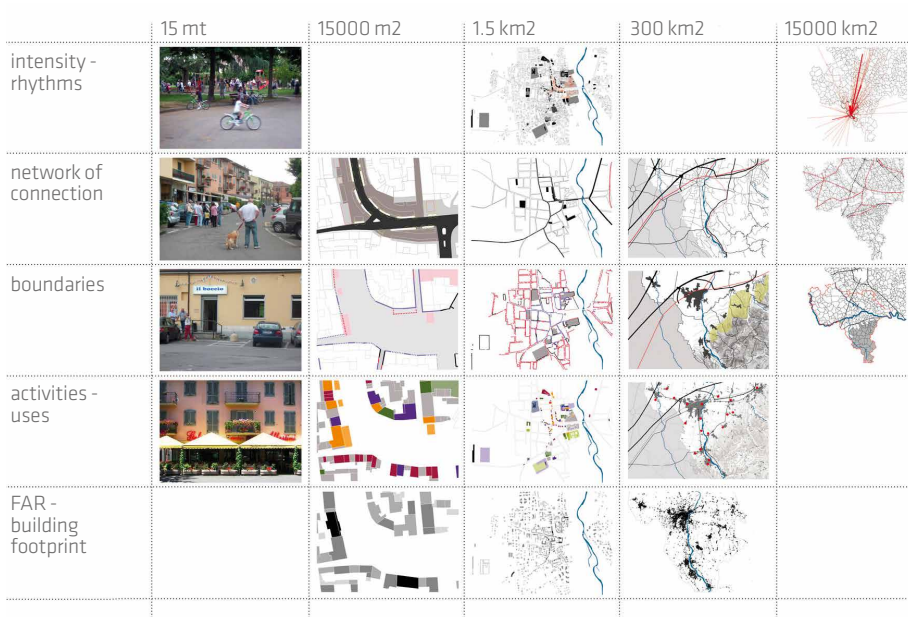 15 mt
15000 m2
1.5 km2
300 km2
15000 km2
intensity -
rhythms
network of
connection
boundaries
il baccio
activities -
uses
FAR -
building
footprint